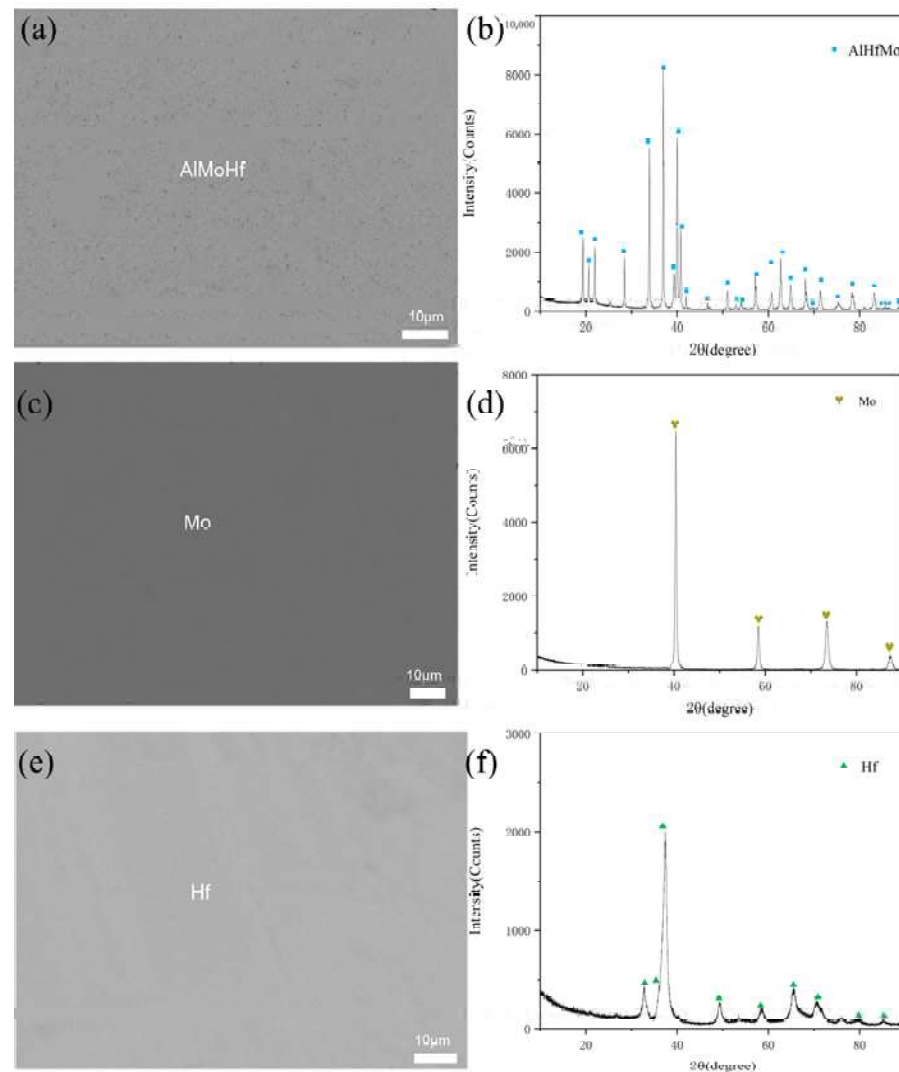 (a)
AlMoHf
10μm
(b)
AlHfMo
10,000
8000
6000
4000
2000
0
20
40
60
80
Intensity(Counts)
2θ(degree)
(c)
Mo
10μm
(d)
Mo
8000
6000
4000
2000
0
20
40
60
80
Intensity(Counts)
2θ(degree)
(e)
Hf
10μm
(f)
Hf
3000
2000
1000
0
20
40
60
80
Intensity(Counts)
2θ(degree)